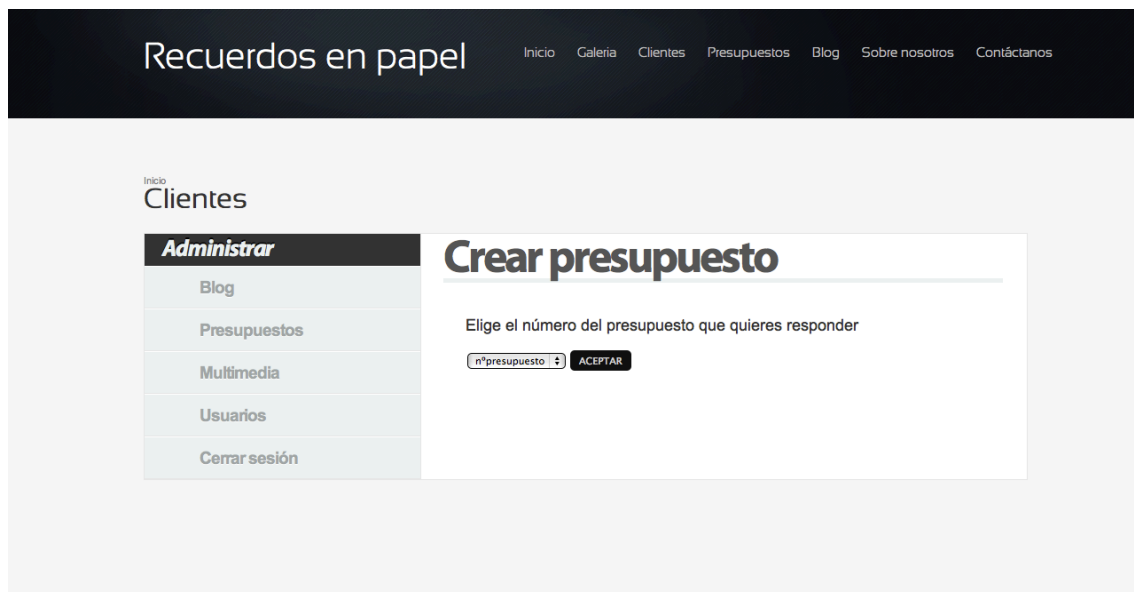 Recuerdos en papel
Inicio Galeria Clientes Presupuestos Blog Sobre nosotros Contáctanos
Inicio
Clientes
Administrar
Blog
Presupuestos
Multimedia
Usuarios
Cerrar sesión
Crear presupuesto
Elige el número del presupuesto que quieres responder
nºpresupuesto ACEPTAR